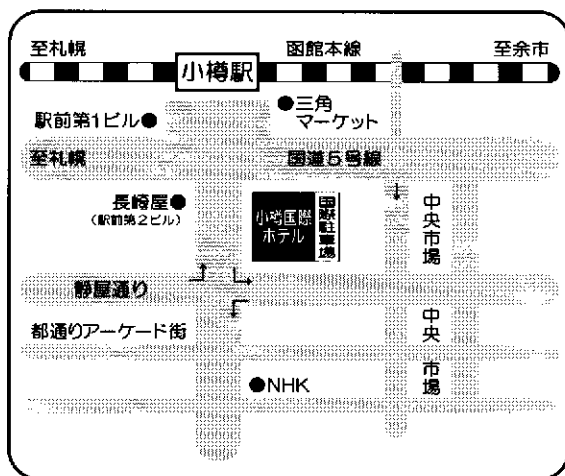 至札幌
函館本線
至余市
小樽駅
駅前第1ビル
三角
マーケット
至札幌
国道5号線
長崎屋
(駅前第2ビル)
小樽国際
ホテル
国際駐車場
中央市場
静屋通り
都通りアーケード街
中央市場
NHK